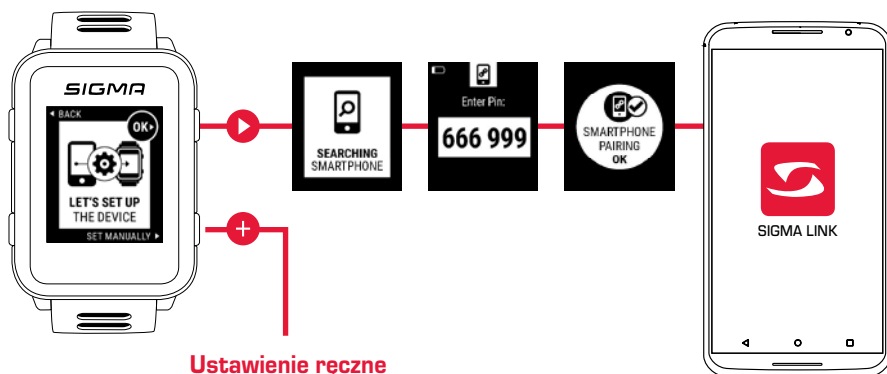 SIGMA
BACK
OK
LET'S SET UP
THE DEVICE
SET MANUALLY
SEARCHING
SMARTPHONE
Enter Pin:
666 999
SMARTPHONE
PAIRING
OK
SIGMA LINK
Ustawienie ręczne